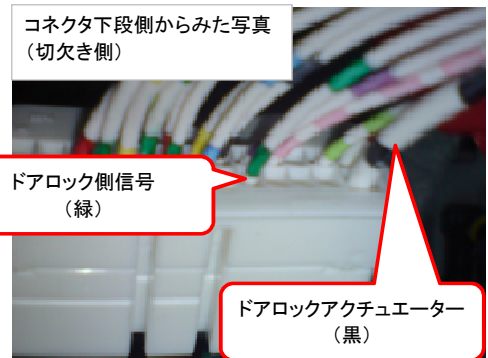 コネクタ下段側からみた写真
（切欠き側）
ドアロック側信号
（緑）
ドアロックアクチュエーター
（黒）